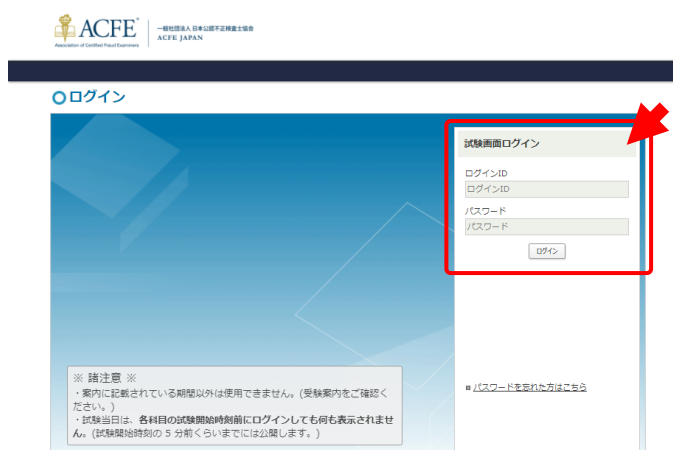 ACFE®
Association of Certified Fraud Examiners
一般社団法人 日本公認不正検査士協会
ACFE JAPAN
ログイン
試験画面ログイン
ログインID
ログインID
パスワード
パスワード
ログイン
※ 諸注意 ※
・案内に記載されている期間以外は使用できません。(受験案内をご確認く
ださい。)
・試験当日は、各科目の試験開始時刻前にログインしても何も表示されませ
ん。(試験開始時刻の 5 分前くらいまでには公開します。)
パスワードを忘れた方はこちら